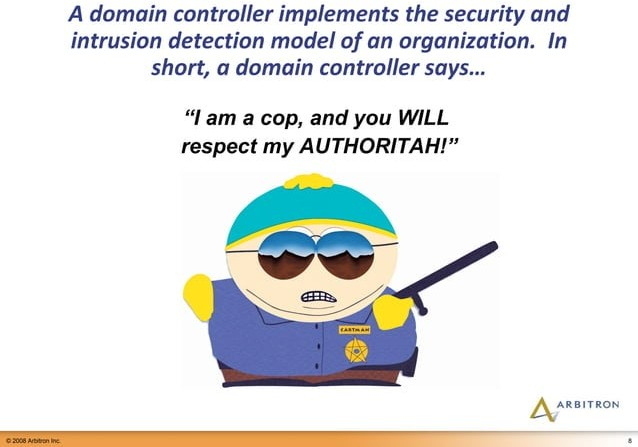 A domain controller implements the security and
intrusion detection model of an organization.  In
short, a domain controller says…
“I am a cop, and you WILL
respect my AUTHORITAH!”
CARTMAN
ARBITRON
© 2008 Arbitron Inc.
8